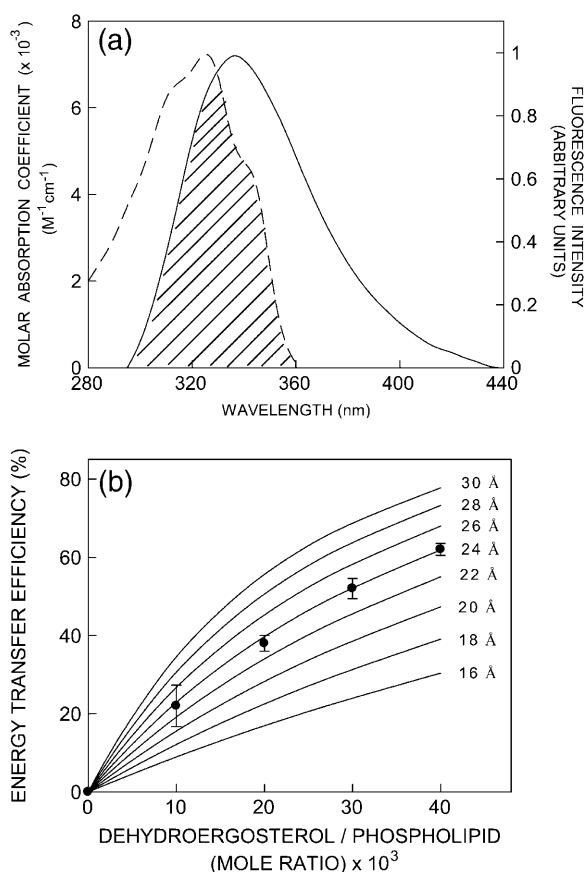 (a)
MOLAR ABSORPTION COEFFICIENT (x 10⁻³)
(M⁻¹ cm⁻¹)
8
6
4
2
0
1
0.8
0.6
0.4
0.2
0
FLUORESCENCE INTENSITY
(ARBITRARY UNITS)
280
320
360
400
440
WAVELENGTH (nm)
(b)
ENERGY TRANSFER EFFICIENCY (%)
80
60
40
20
0
30 Å
28 Å
26 Å
24 Å
22 Å
20 Å
18 Å
16 Å
0
10
20
30
40
DEHYDROERGOSTEROL / PHOSPHOLIPID
(MOLE RATIO) x 10³